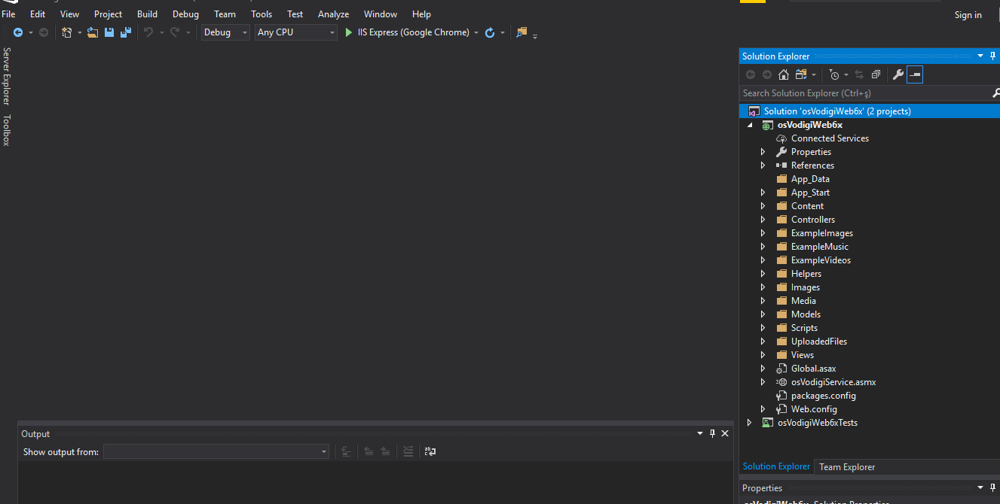 File Edit View Project Build Debug Team Tools Test Analyze Window Help
Sign in
Debug Any CPU IIS Express (Google Chrome)
Server Explorer
Toolbox
Solution Explorer
Search Solution Explorer (Ctrl+ş)
Solution 'osVodigiWeb6x' (2 projects)
osVodigiWeb6x
Connected Services
Properties
References
App_Data
App_Start
Content
Controllers
ExampleImages
ExampleMusic
ExampleVideos
Helpers
Images
Media
Models
Scripts
UploadedFiles
Views
Global.asax
osVodigiService.asmx
packages.config
Web.config
osVodigiWeb6xTests
Solution Explorer Team Explorer
Properties
osVodigiWeb6x Solution Properties
Output
Show output from: